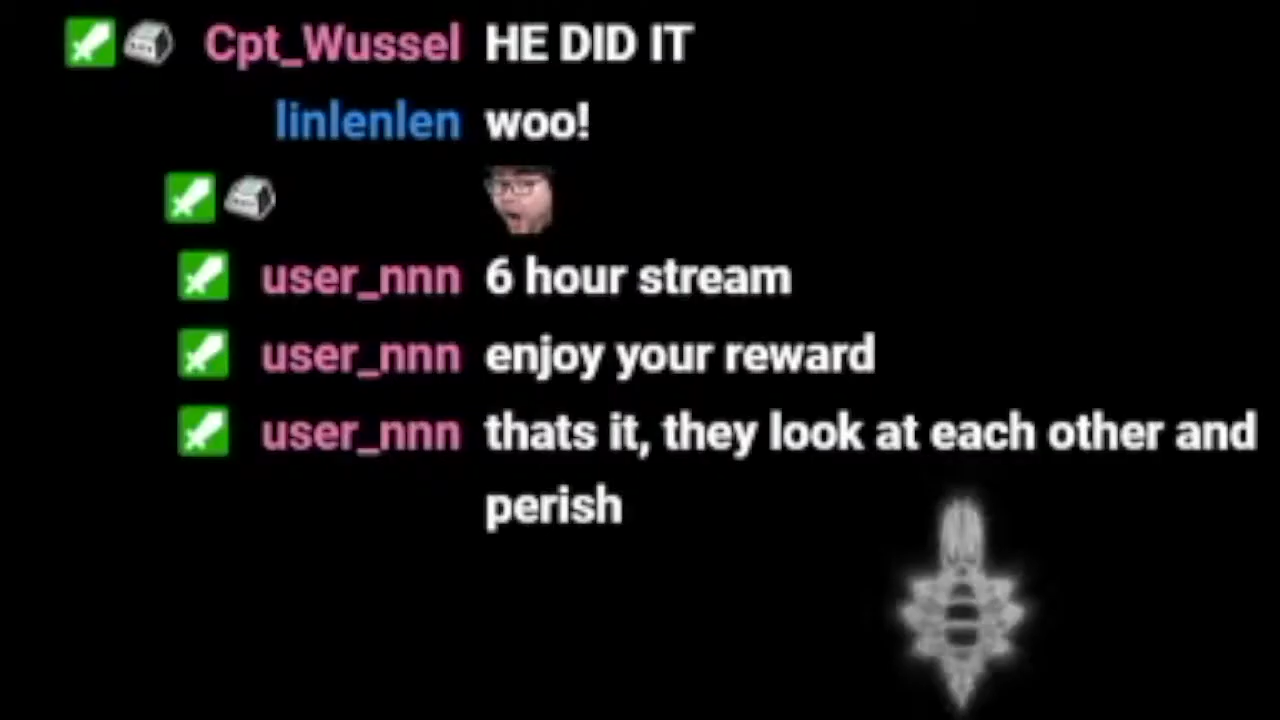 Cpt_Wussel HE DID IT
linlenlen woo!
user_nnn 6 hour stream
user_nnn enjoy your reward
user_nnn thats it, they look at each other and
perish